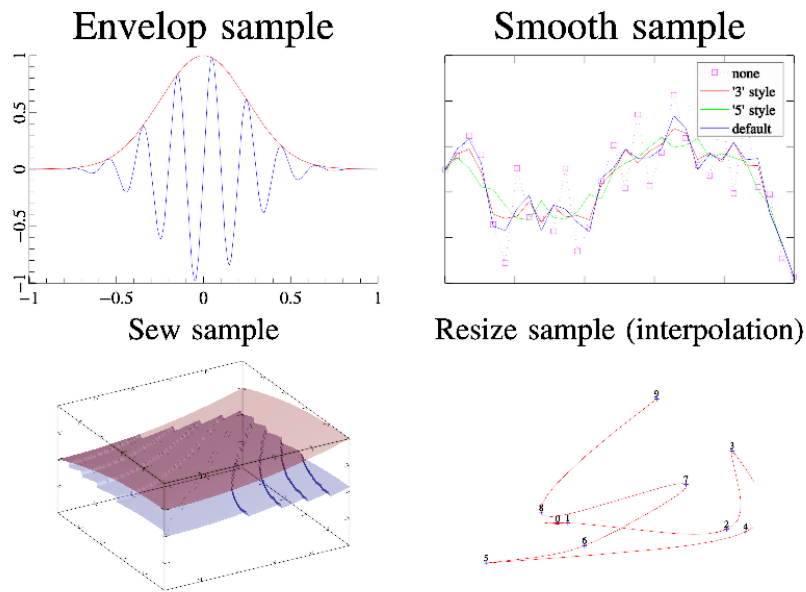 Envelop sample
Smooth sample
1
0.5
0
−0.5
−1
−1
−0.5
0
0.5
1
none
'3' style
'5' style
default
Sew sample
Resize sample (interpolation)
9
3
7
8
0
1
2
4
6
5